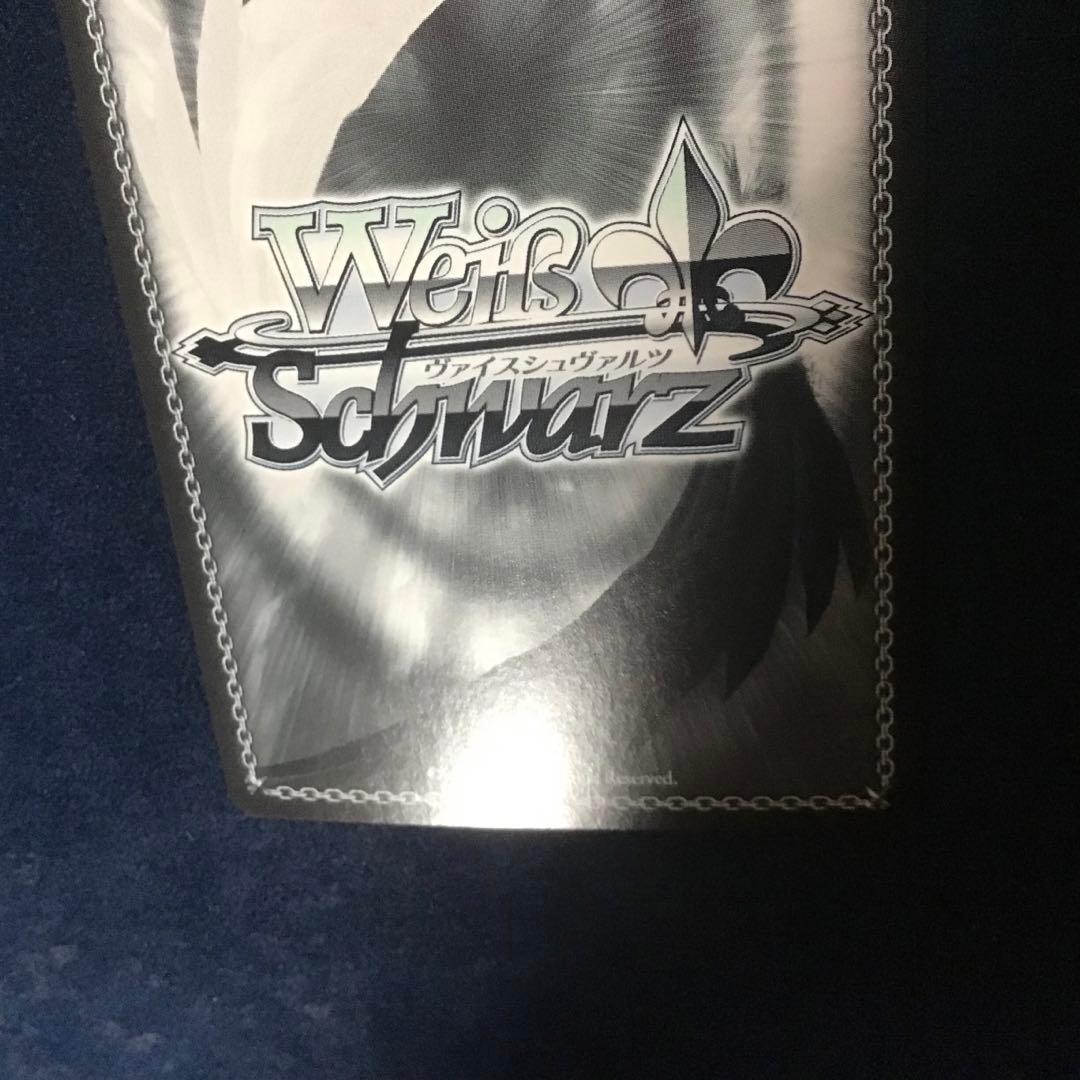 Weiß
ヴァイスシュヴァルツ
Schwarz
Reserved.